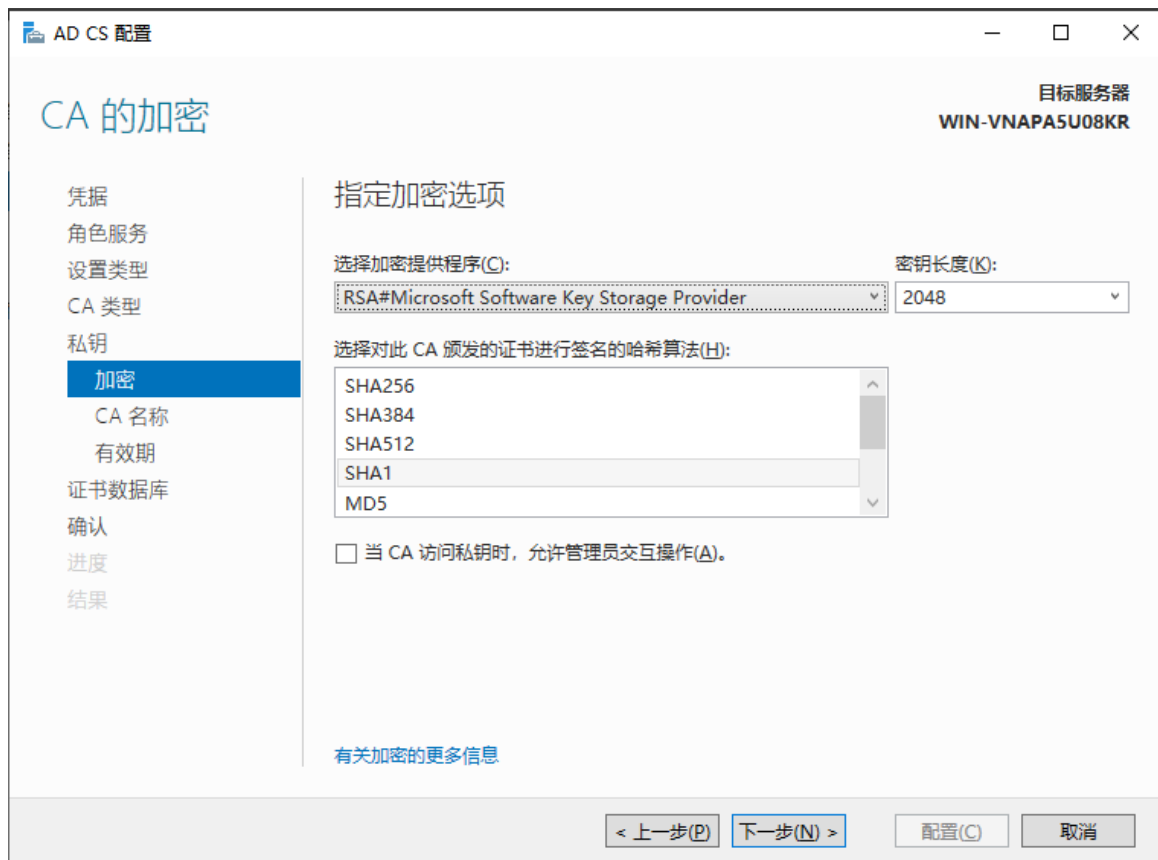 AD CS 配置
CA 的加密
目标服务器
WIN-VNAPA5U08KR
凭据
角色服务
设置类型
CA 类型
私钥
加密
CA 名称
有效期
证书数据库
确认
进度
结果
指定加密选项
选择加密提供程序(C):
密钥长度(K):
RSA#Microsoft Software Key Storage Provider
2048
选择对此 CA 颁发的证书进行签名的哈希算法(H):
SHA256
SHA384
SHA512
SHA1
MD5
当 CA 访问私钥时，允许管理员交互操作(A)。
有关加密的更多信息
< 上一步(P)
下一步(N) >
配置(C)
取消